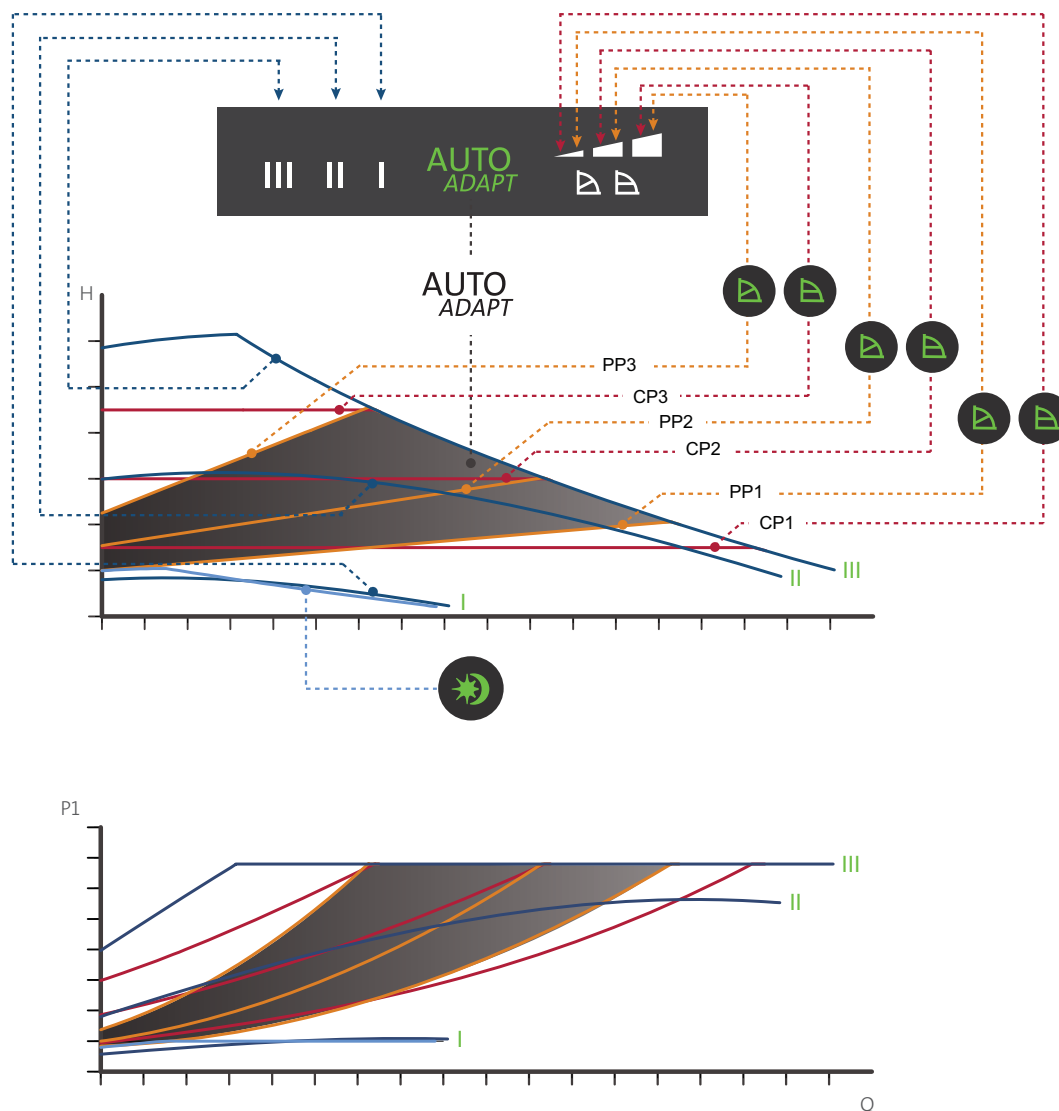 III II I AUTO ADAPT
AUTO
ADAPT
H
PP3
CP3
PP2
CP2
PP1
CP1
III
II
I
P1
III
II
I
Q